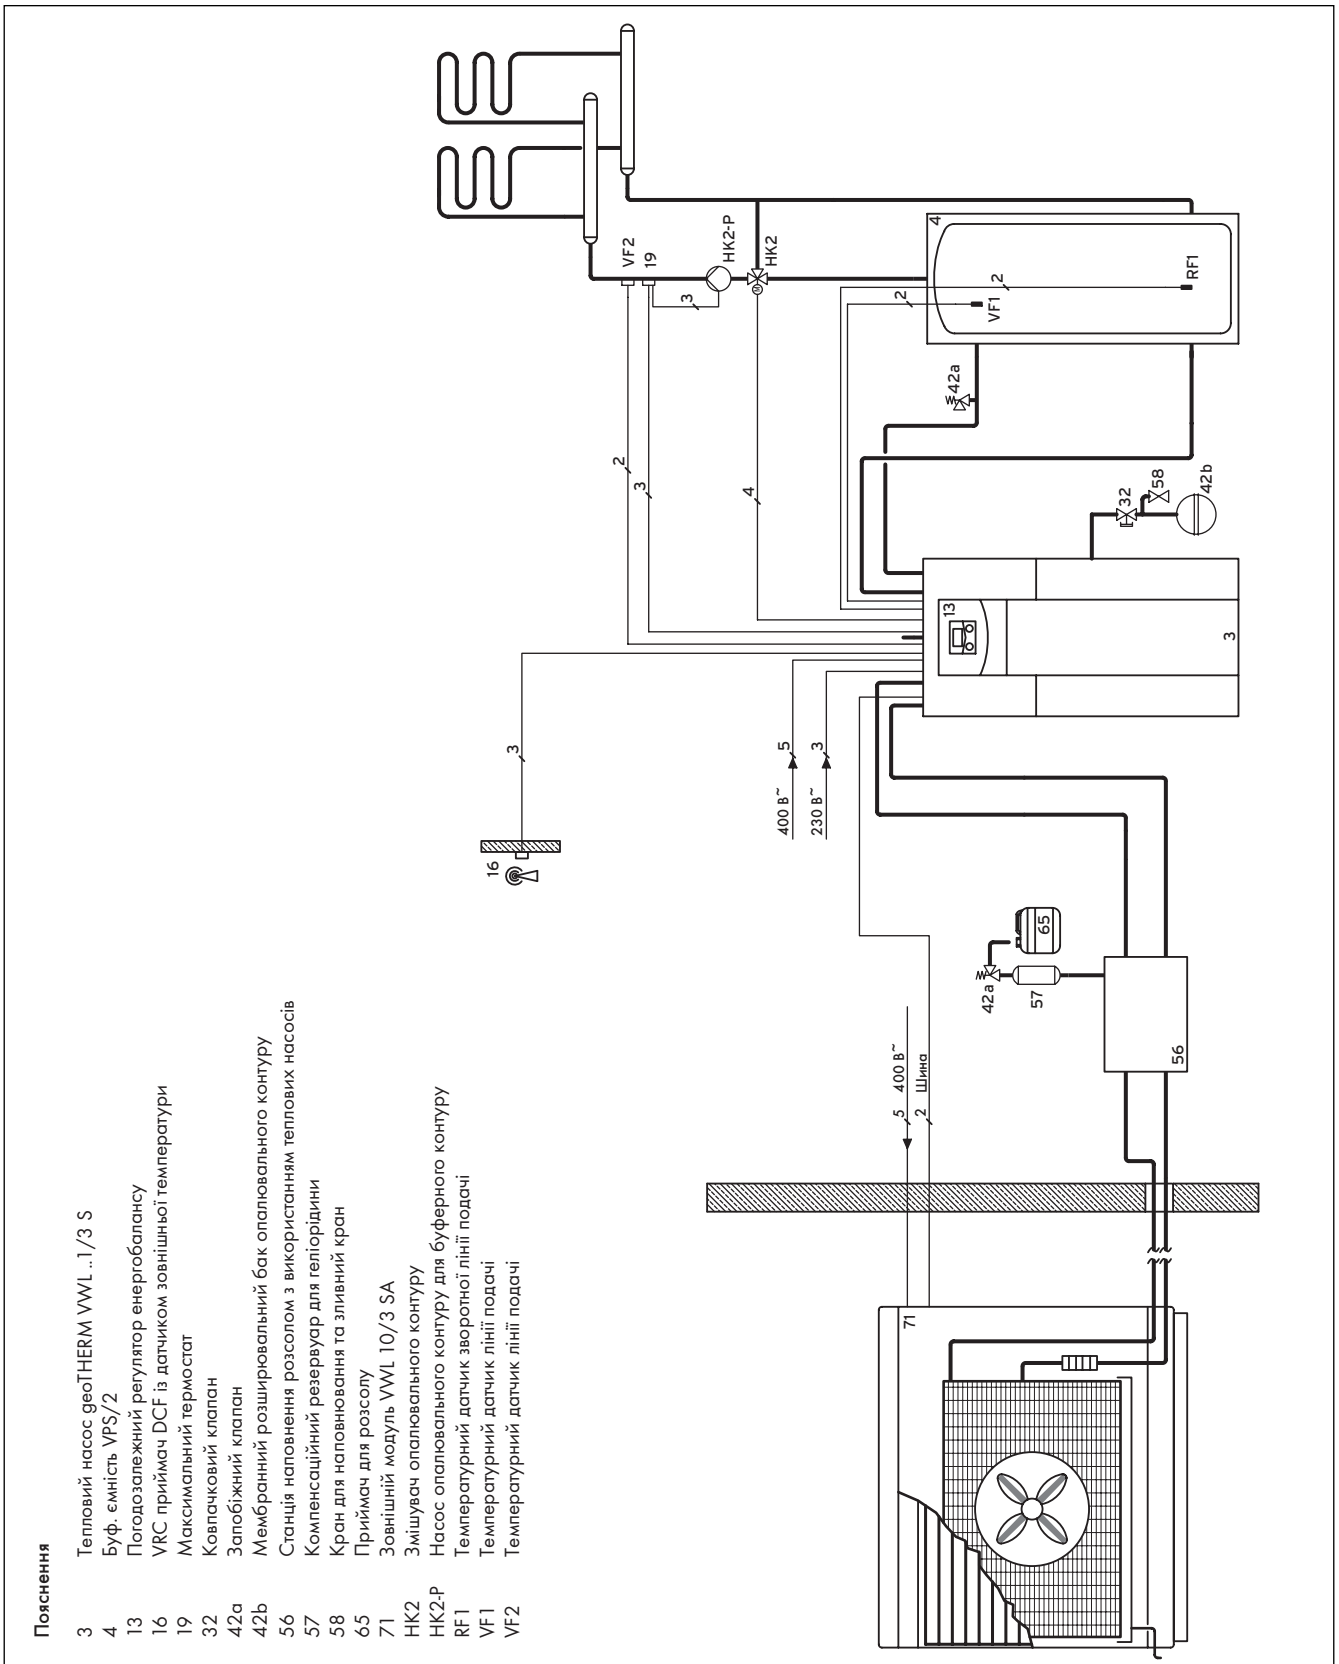 Пояснення
3 Тепловий насос geoTHERM VWL ..1/3 S
4 Буф. ємність VPS/2
13 Погодозалежний регулятор енергобалансу
16 VRC приймач DCF із датчиком зовнішньої температури
19 Максимальний термостат
32 Ковпачковий клапан
42a Запобіжний клапан
42b Мембранний розширювальний бак опалювального контуру
56 Станція наповнення розсолом з використанням теплових насосів
57 Компенсаційний резервуар для геліорідини
58 Кран для наповнювання та зливний кран
65 Приймач для розсолу
71 Зовнішній модуль VWL 10/3 SA
HK2 Змішувач опалювального контуру
HK2-P Насос опалювального контуру для буферного контуру
RF1 Температурний датчик зворотної лінії подачі
VF1 Температурний датчик лінії подачі
VF2 Температурний датчик лінії подачі
VF2
19
HK2-P
HK2
M
3
2
3
4
2
2
4
VF1
RF1
42a
32
58
42b
13
3
3
16
400 В~ 5
230 В~ 3
65
42a
57
56
5 400 В~
2 Шина
71